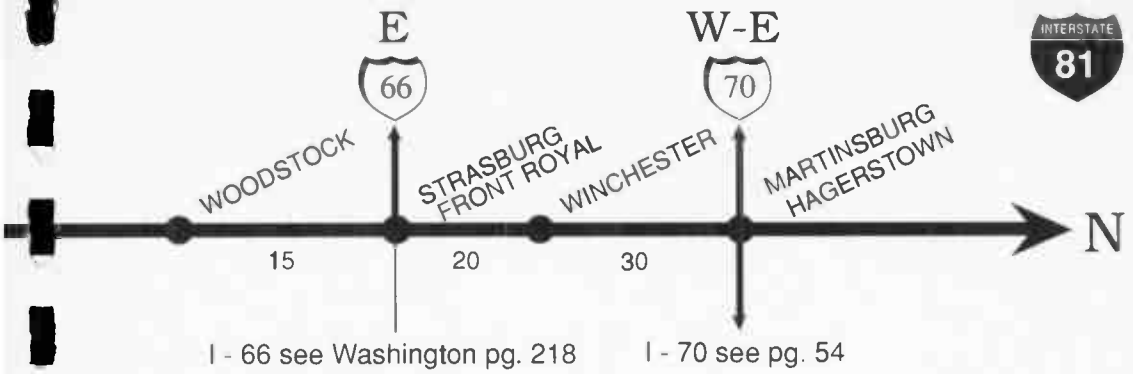 E
W-E
INTERSTATE
81
66
70
WOODSTOCK
STRASBURG
FRONT ROYAL
WINCHESTER
MARTINSBURG
HAGERSTOWN
N
15
20
30
I - 66 see Washington pg. 218
I - 70 see pg. 54